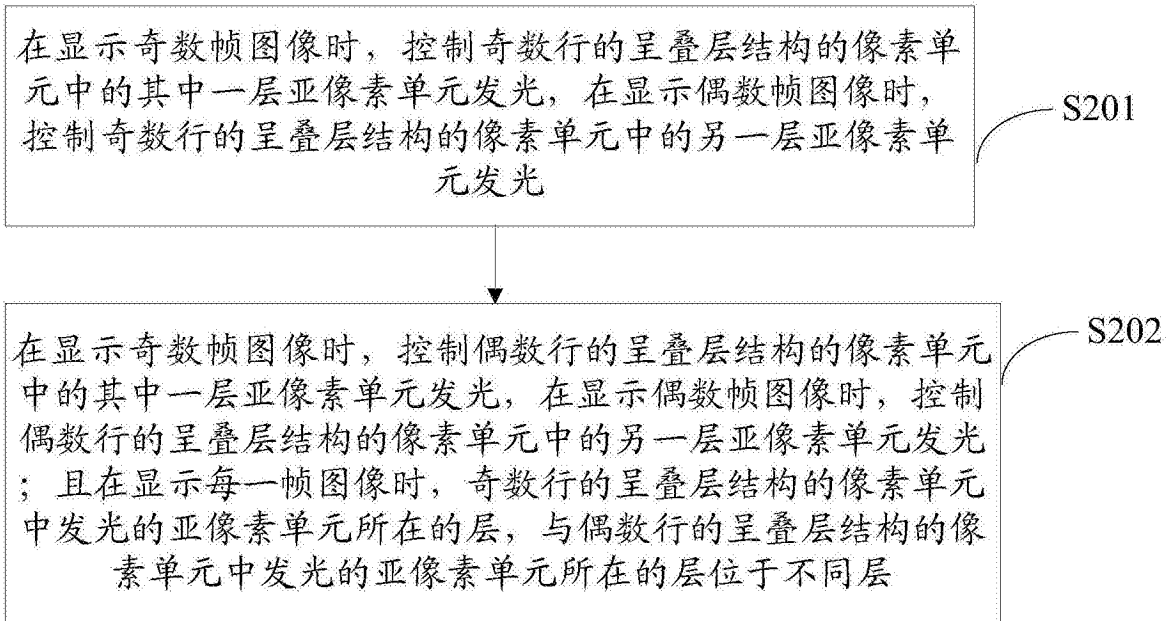 在显示奇数帧图像时，控制奇数行的呈叠层结构的像素单
元中的其中一层亚像素单元发光，在显示偶数帧图像时，
控制奇数行的呈叠层结构的像素单元中的另一层亚像素单
元发光
S201
在显示奇数帧图像时，控制偶数行的呈叠层结构的像素单元
中的其中一层亚像素单元发光，在显示偶数帧图像时，控制
偶数行的呈叠层结构的像素单元中的另一层亚像素单元发光
；且在显示每一帧图像时，奇数行的呈叠层结构的像素单元
中发光的亚像素单元所在的层，与偶数行的呈叠层结构的像
素单元中发光的亚像素单元所在的层位于不同层
S202